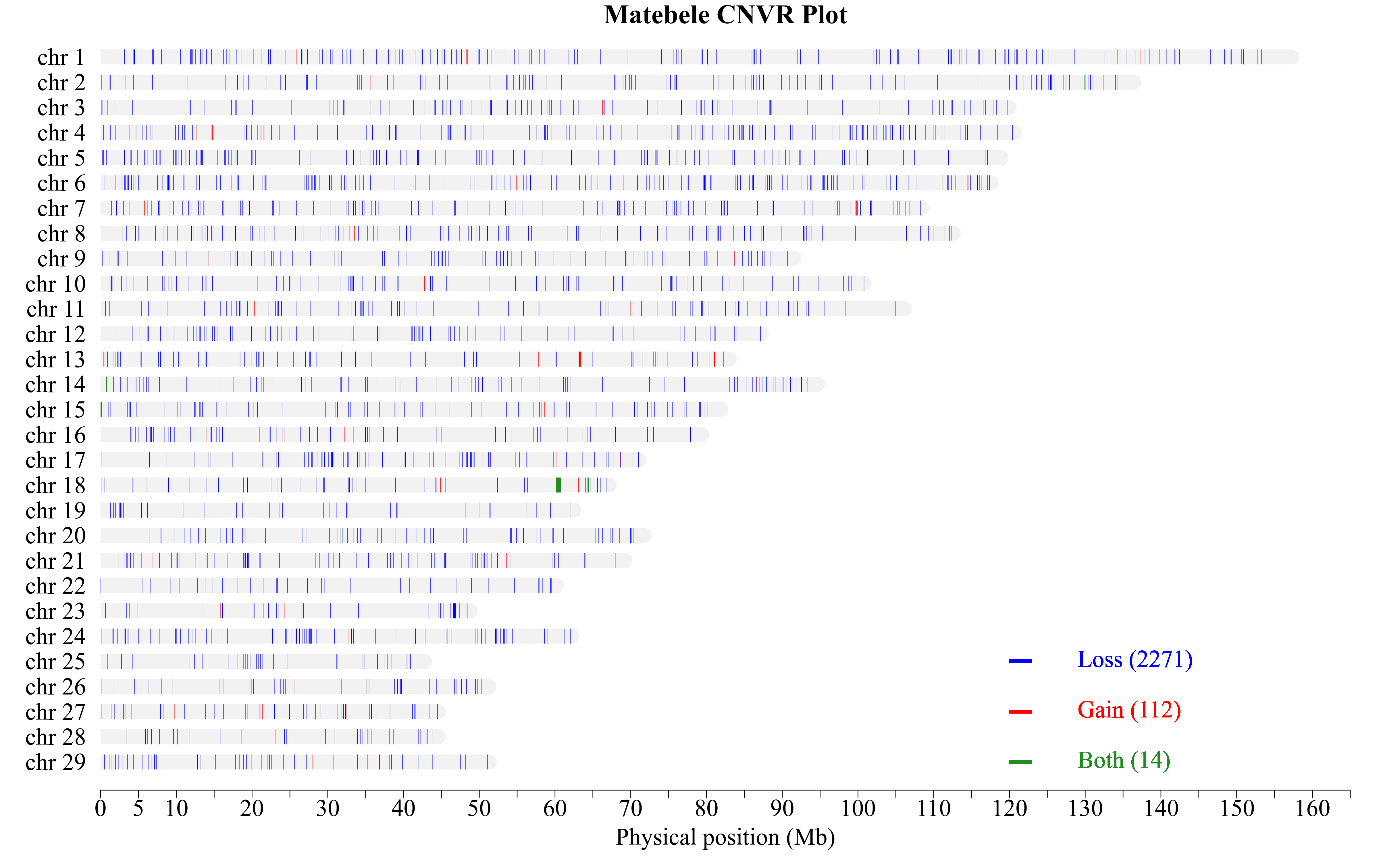 Matebele CNVR Plot
chr 1
chr 2
chr 3
chr 4
chr 5
chr 6
chr 7
chr 8
chr 9
chr 10
chr 11
chr 12
chr 13
chr 14
chr 15
chr 16
chr 17
chr 18
chr 19
chr 20
chr 21
chr 22
chr 23
chr 24
chr 25
chr 26
chr 27
chr 28
chr 29
Loss (2271)
Gain (112)
Both (14)
0 5 10 20 30 40 50 60 70 80 90 100 110 120 130 140 150 160
Physical position (Mb)